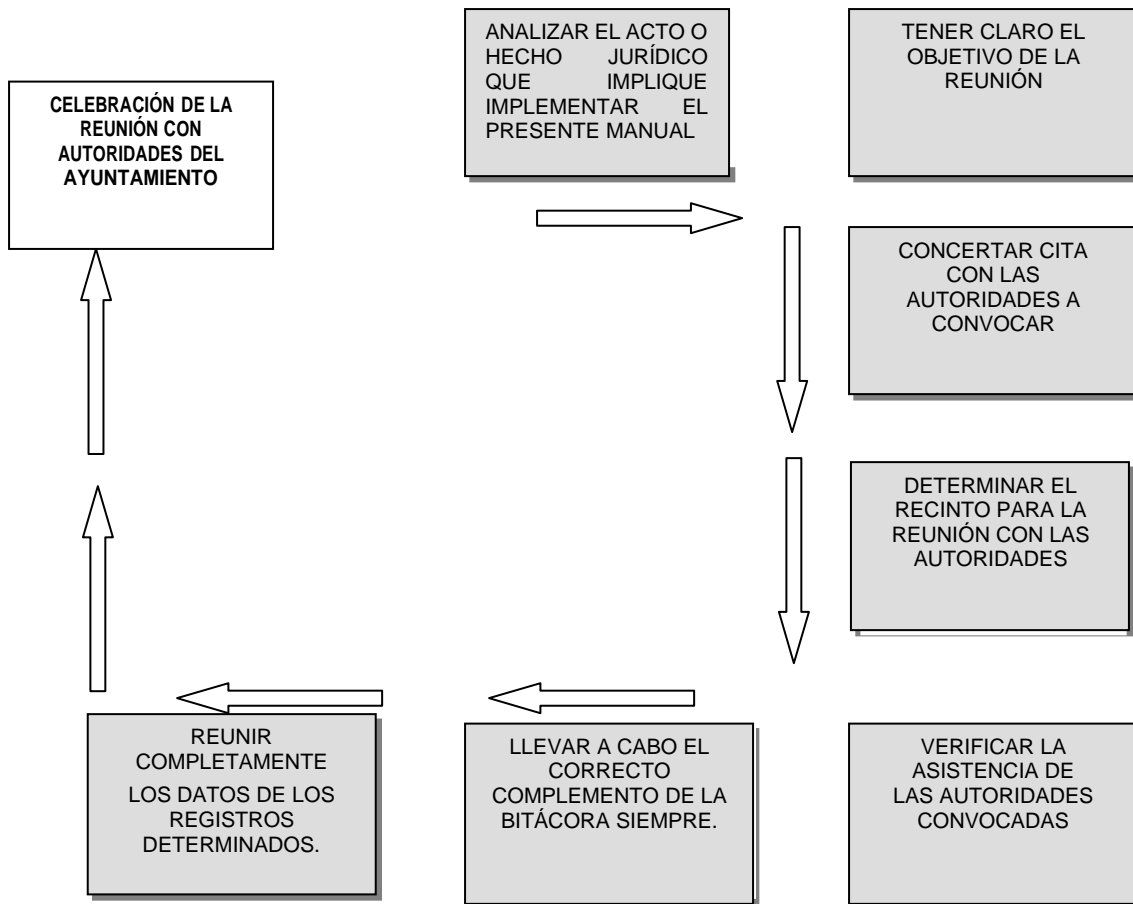 ANALIZAR EL ACTO O
HECHO JURÍDICO
QUE IMPLIQUE
IMPLEMENTAR EL
PRESENTE MANUAL
TENER CLARO EL
OBJETIVO DE LA
REUNIÓN
CONCERTAR CITA
CON LAS
AUTORIDADES A
CONVOCAR
DETERMINAR EL
RECINTO PARA LA
REUNIÓN CON LAS
AUTORIDADES
VERIFICAR LA
ASISTENCIA DE
LAS AUTORIDADES
CONVOCADAS
LLEVAR A CABO EL
CORRECTO
COMPLEMENTO DE LA
BITÁCORA SIEMPRE.
REUNIR
COMPLETAMENTE
LOS DATOS DE LOS
REGISTROS
DETERMINADOS.
CELEBRACIÓN DE LA
REUNIÓN CON
AUTORIDADES DEL
AYUNTAMIENTO